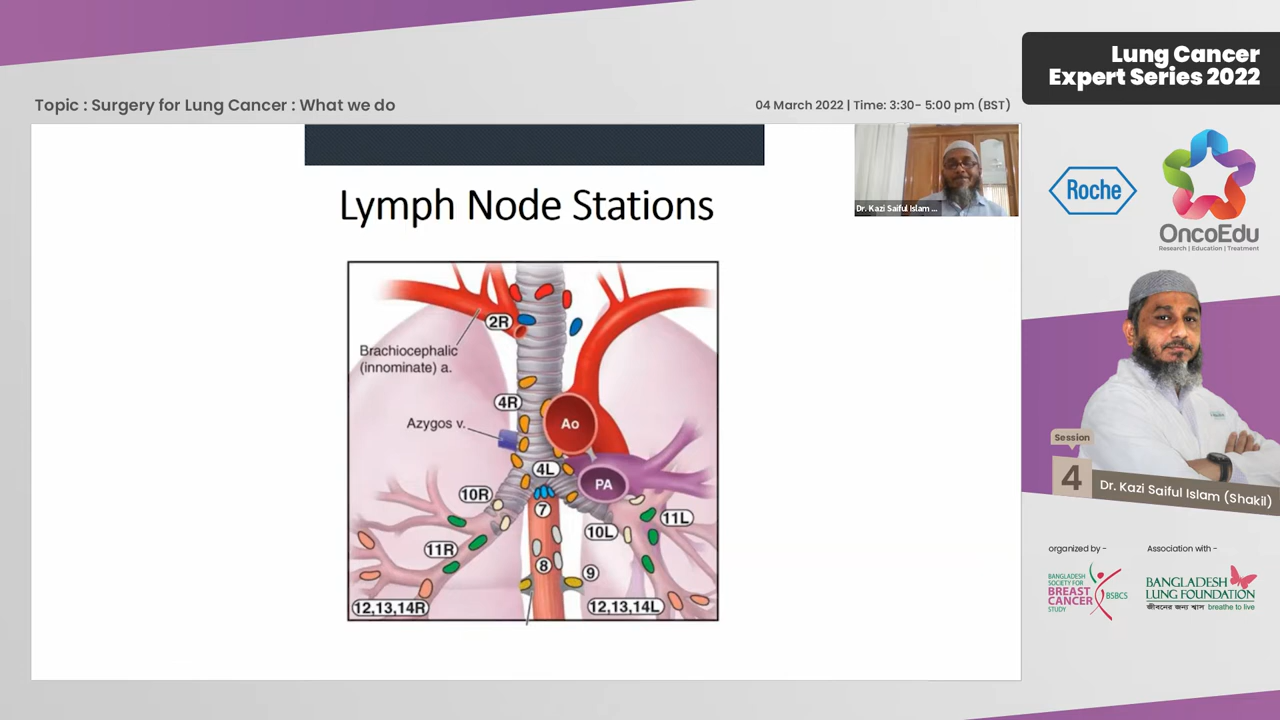 Lung Cancer
Expert Series 2022
Topic : Surgery for Lung Cancer : What we do
04 March 2022 | Time: 3:30- 5:00 pm (BST)
Lymph Node Stations
Dr. Kazi Saiful Islam ...
Roche
OncoEdu
Research | Education | Treatment
2R
Brachiocephalic
(innominate) a.
4R
Ao
Azygos v.
4L
PA
10R
7
11L
10L
11R
8
9
12,13,14R
12,13,14L
Session
4
Dr. Kazi Saiful Islam (Shakil)
organized by -
Association with -
BANGLADESH
SOCIETY FOR
BREAST
CANCER
STUDY
BSBCS
BANGLADESH
LUNG FOUNDATION
জীবনের জন্য শ্বাস breathe to live